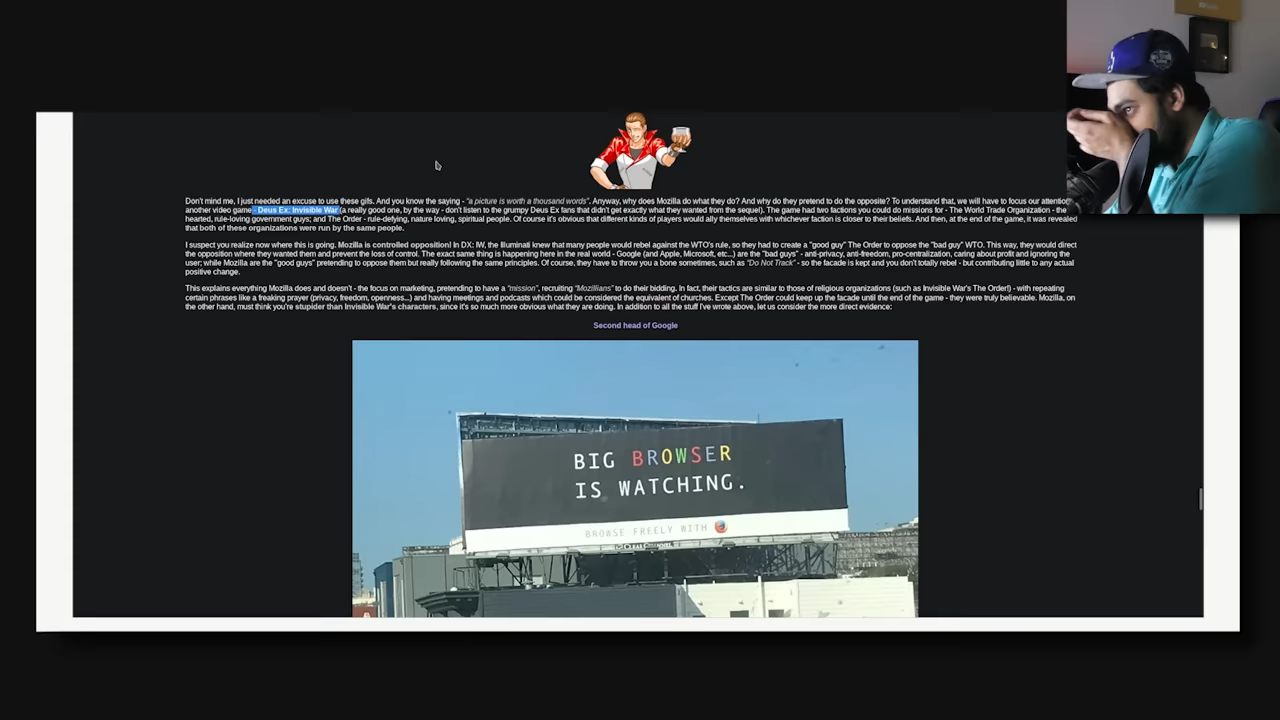 Don't mind me, I just needed an excuse to use these gifs. And you know the saying - "a picture is worth a thousand words". Anyway, why does Mozilla do what they do? And why do they pretend to do the opposite? To understand that, we will have to focus our attention
another video game - Deus Ex: Invisible War (a really good one, by the way - don't listen to the grumpy Deus Ex fans that didn't get exactly what they wanted from the sequel). The game had two factions you could do missions for - The World Trade Organization - the
hearted, rule-loving government guys; and The Order - rule-defying, nature loving, spiritual people. Of course it's obvious that different kinds of players would ally themselves with whichever faction is closer to their beliefs. And then, at the end of the game, it was revealed
that both of these organizations were run by the same people.
I suspect you realize now where this is going. Mozilla is controlled opposition! In DX: IW, the Illuminati knew that many people would rebel against the WTO's rule, so they had to create a "good guy" The Order to oppose the "bad guy" WTO. This way, they would direct
the opposition where they wanted them and prevent the loss of control. The exact same thing is happening here in the real world - Google (and Apple, Microsoft, etc...) are the "bad guys" - anti-privacy, anti-freedom, pro-centralization, caring about profit and ignoring the
user; while Mozilla are the "good guys" pretending to oppose them but really following the same principles. Of course, they have to throw you a bone sometimes, such as "Do Not Track" - so the facade is kept and you don't totally rebel - but contributing little to any actual
positive change.
This explains everything Mozilla does and doesn't - the focus on marketing, pretending to have a "mission", recruiting "Mozillians" to do their bidding. In fact, their tactics are similar to those of religious organizations (such as Invisible War's The Order!) - with repeating
certain phrases like a freaking prayer (privacy, freedom, openness...) and having meetings and podcasts which could be considered the equivalent of churches. Except The Order could keep up the facade until the end of the game - they were truly believable. Mozilla, on
the other hand, must think you're stupider than Invisible War's characters, since it's so much more obvious what they are doing. In addition to all the stuff I've wrote above, let us consider the more direct evidence:
Second head of Google
BIG BROWSER
IS WATCHING.
BROWSE FREELY WITH
CLEAR CHANNEL